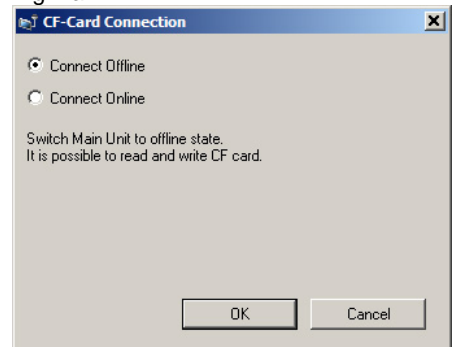 CF-Card Connection
Connect Offline
Connect Online
Switch Main Unit to offline state.
It is possible to read and write CF card.
OK
Cancel